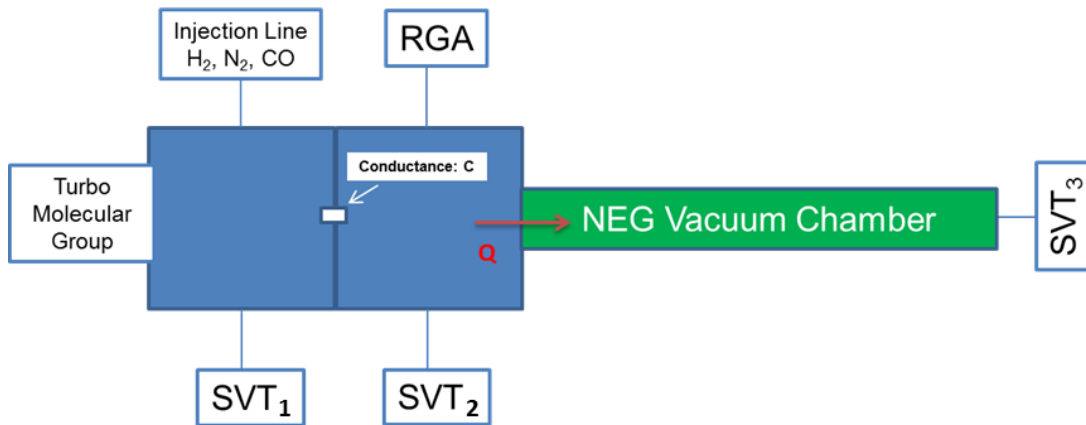 Injection Line
H₂, N₂, CO
RGA
Conductance: C
Turbo
Molecular
Group
Q
NEG Vacuum Chamber
SVT₃
SVT₁
SVT₂